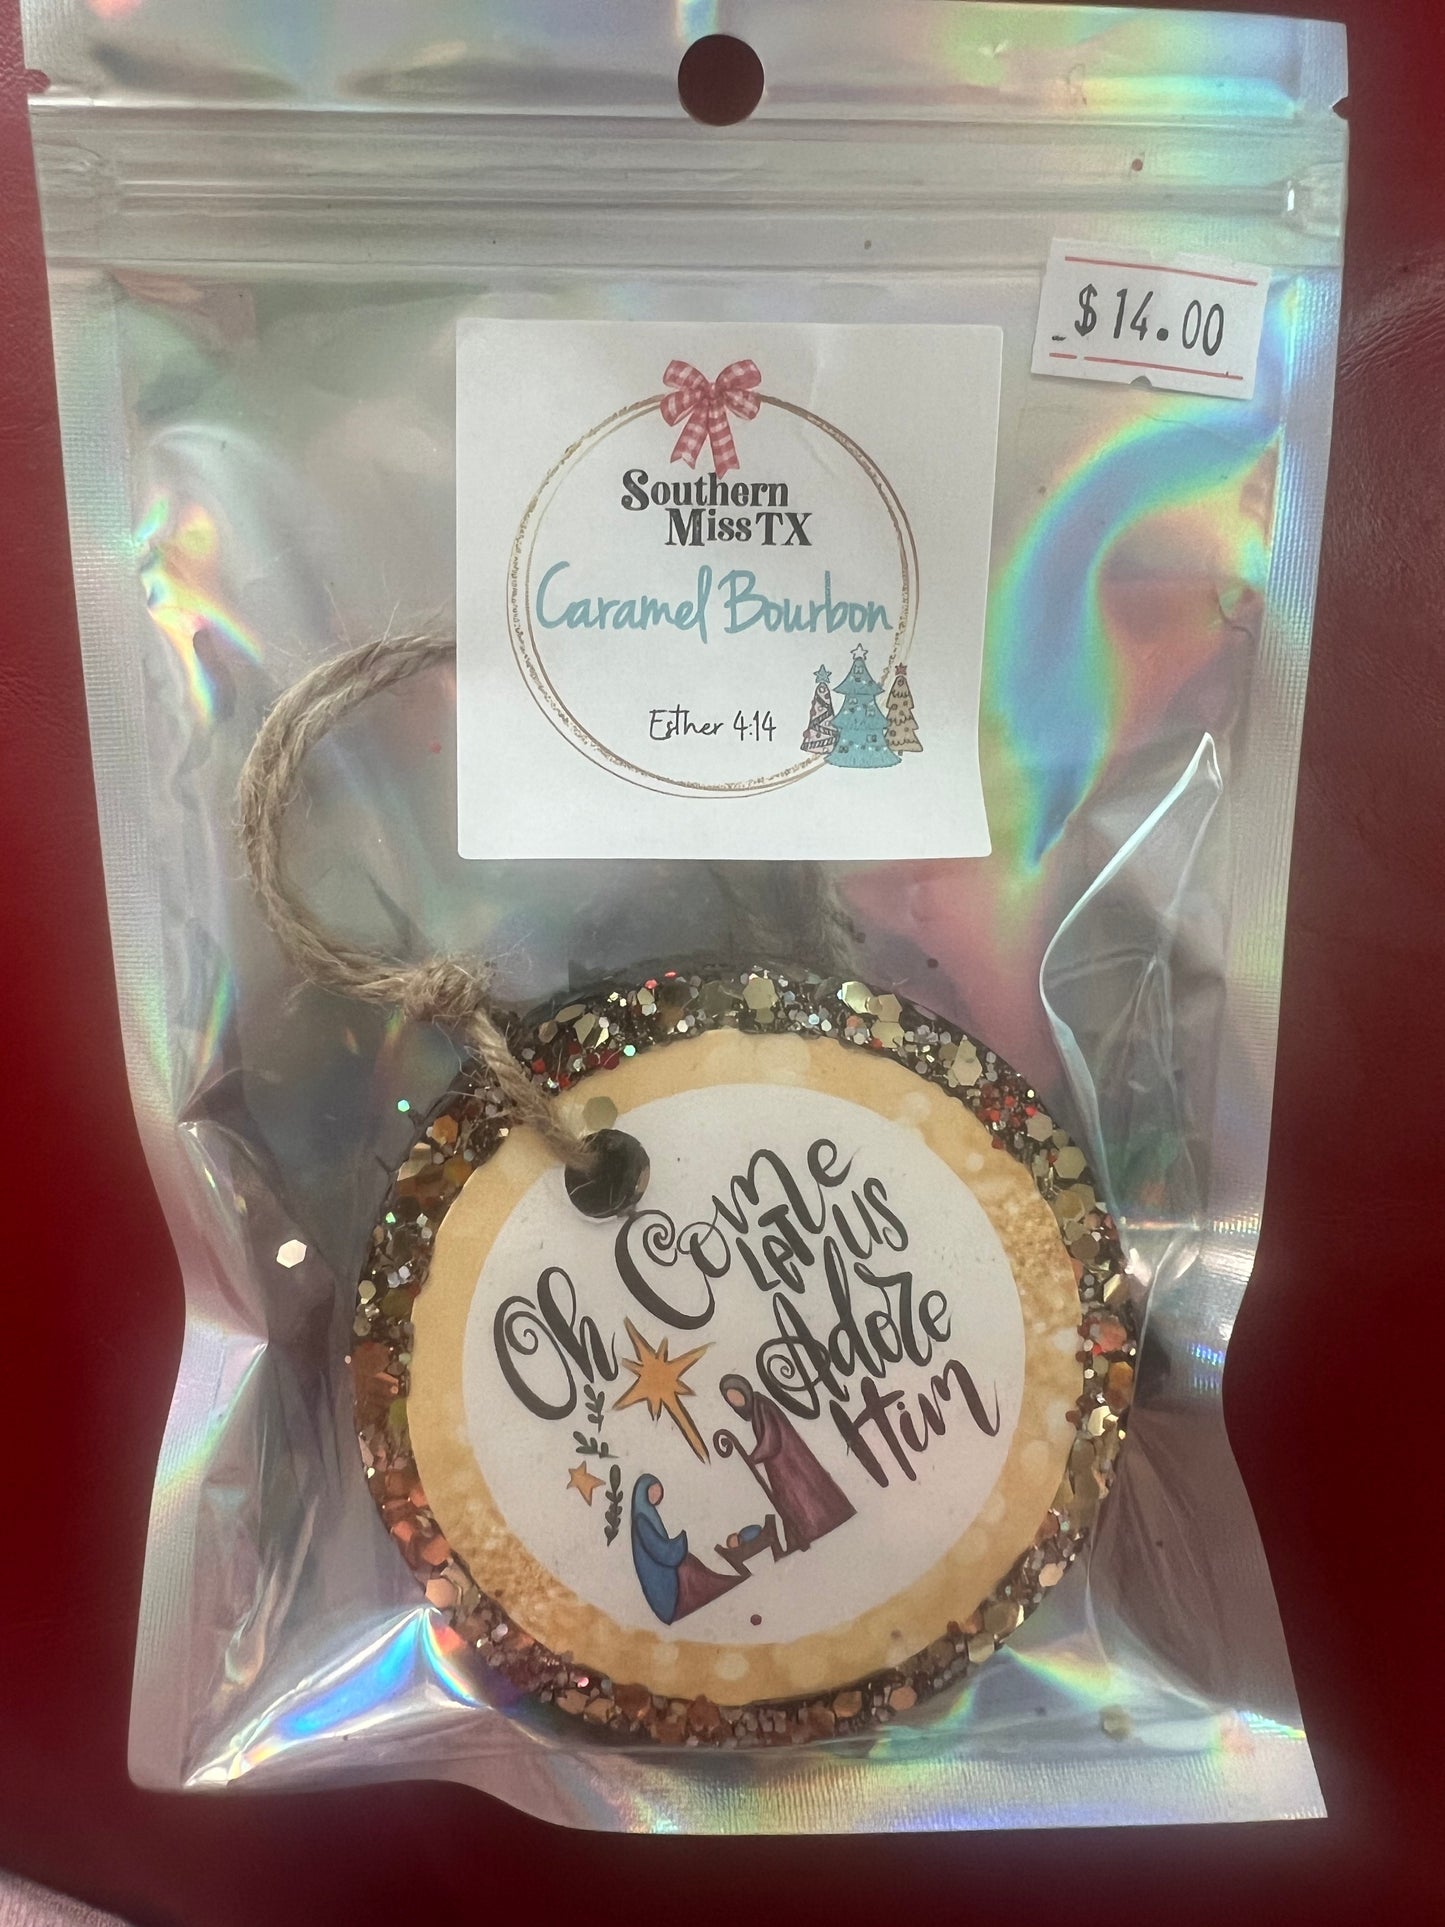 $14.00
Southern
Miss TX
Caramel Bourbon
Esther 4:14
Oh Come
LET US
Adore
Him